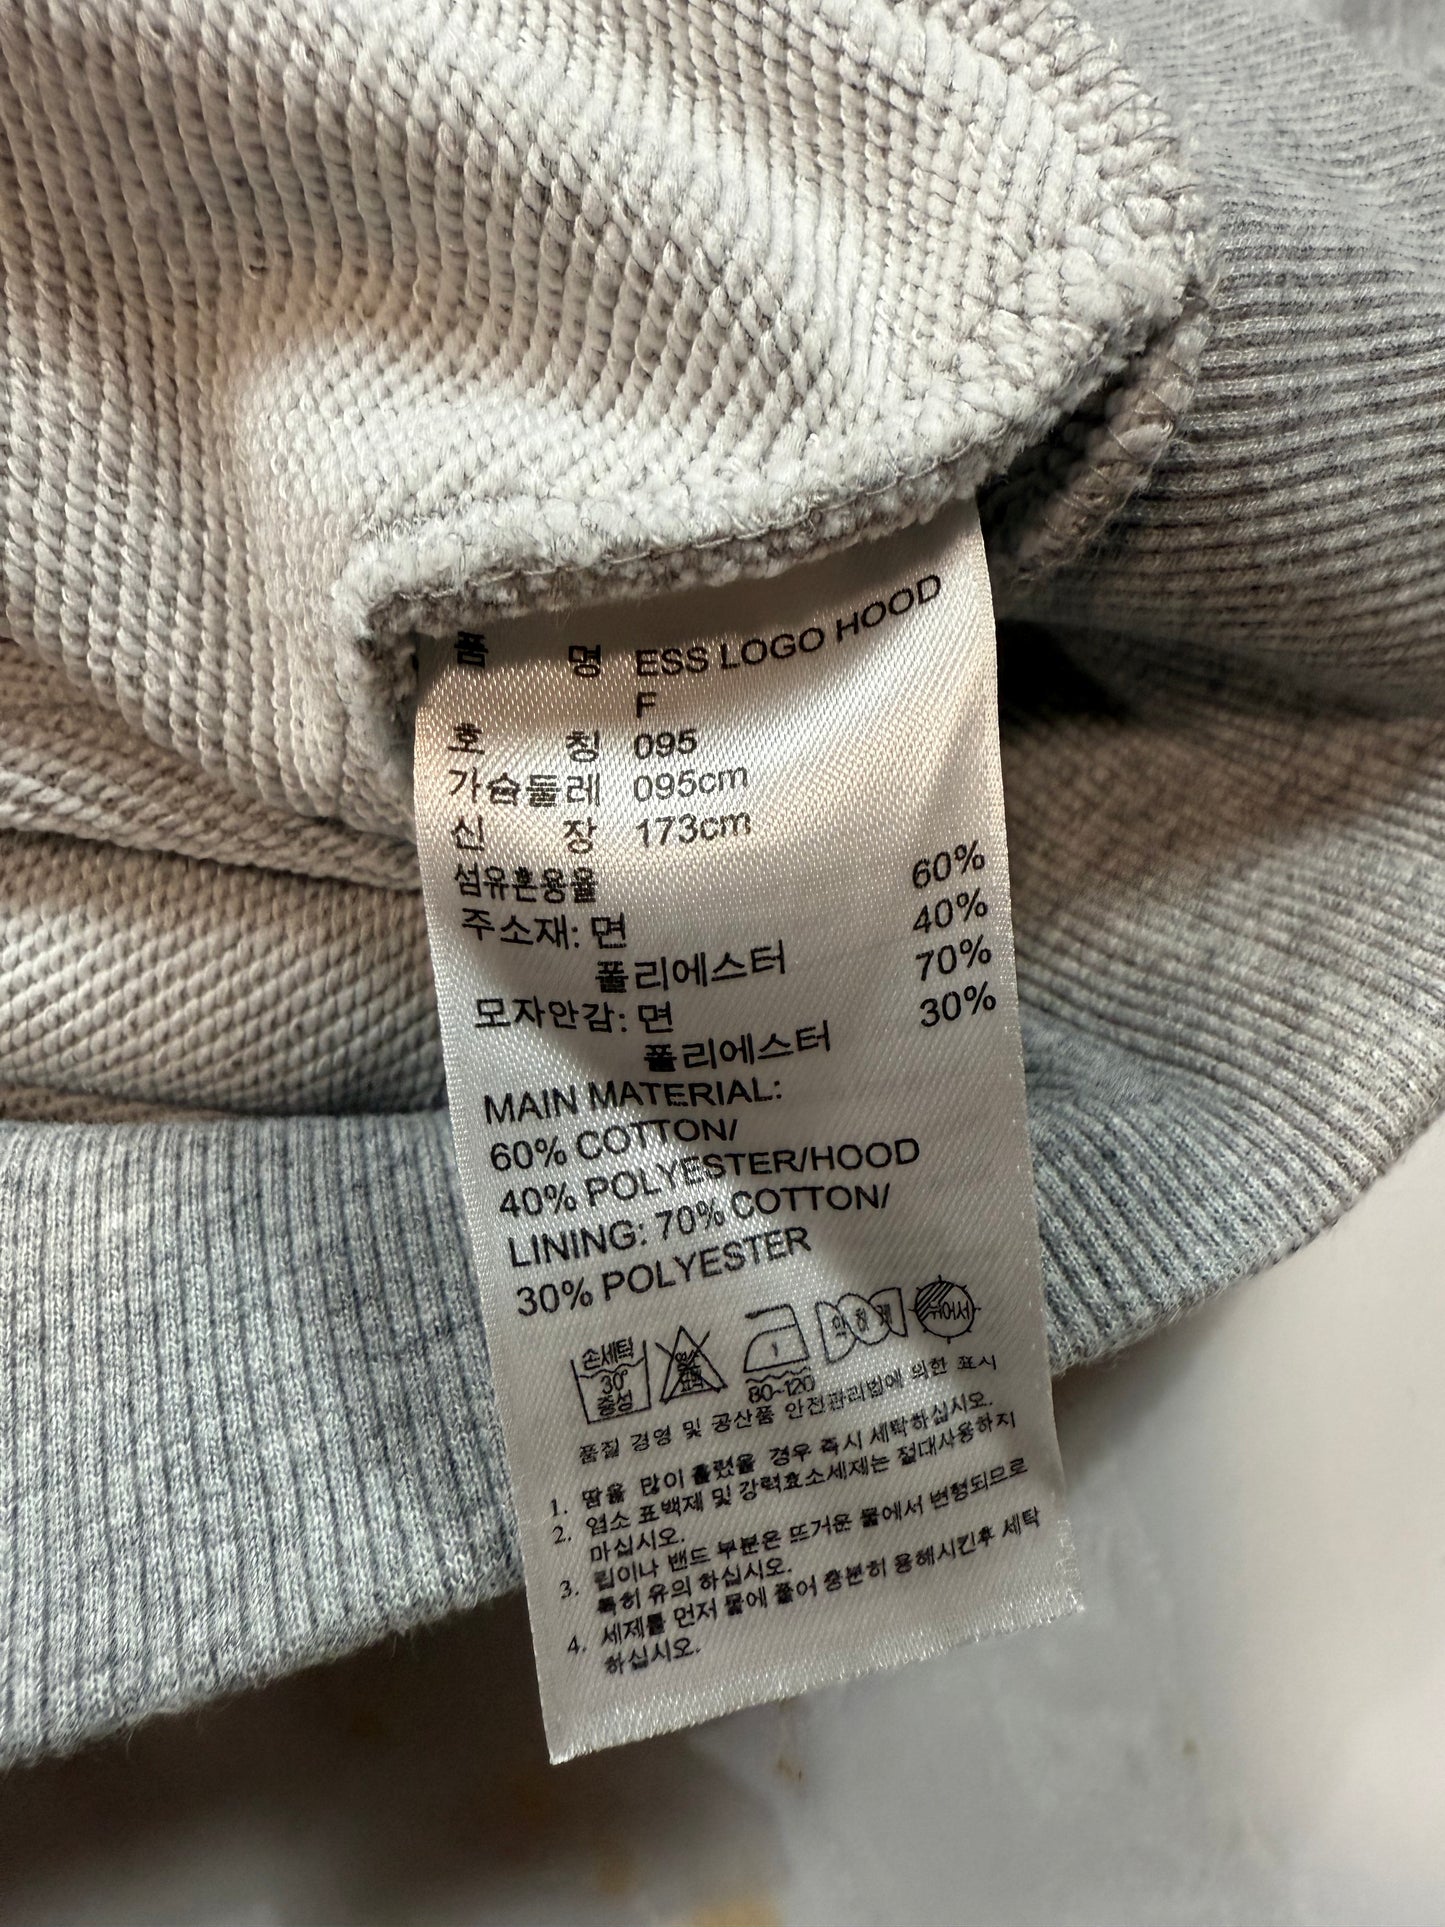 품 명 ESS LOGO HOOD
F
호 칭 095
가슴둘레 095cm
신 장 173cm
섬유혼용율
주소재: 면 60%
폴리에스터 40%
모자안감: 면 70%
폴리에스터 30%
MAIN MATERIAL:
60% COTTON/
40% POLYESTER/HOOD
LINING: 70% COTTON/
30% POLYESTER
손세탁
30°
중성
80~120
약 하 게
뉘어서
품질 경영 및 공산품 안전관리법에 의한 표시
1. 땀을 많이 흘렸을 경우 즉시 세탁하십시오.
2. 염소 표백제 및 강력효소세제는 절대사용하지
마십시오.
3. 립이나 밴드 부분은 뜨거운 물에서 변형되므로
특히 유의 하십시오.
4. 세제를 먼저 물에 풀어 충분히 용해시킨후 세탁
하십시오.